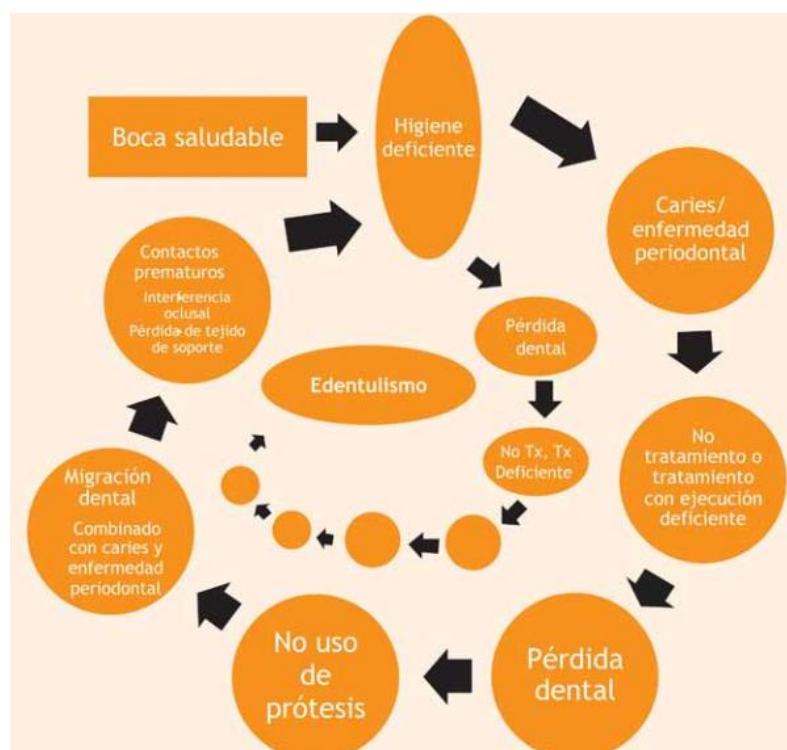 Boca saludable
Higiene
deficiente
Caries/
enfermedad
periodontal
No
tratamiento o
tratamiento
con ejecución
deficiente
Pérdida
dental
No uso
de
prótesis
Migración
dental
Combinado
con caries y
enfermedad
periodontal
Contactos
prematuros
Interferencia
oclusal
Pérdida de tejido
de soporte
Pérdida
dental
No Tx, Tx
Deficiente
Edentulismo